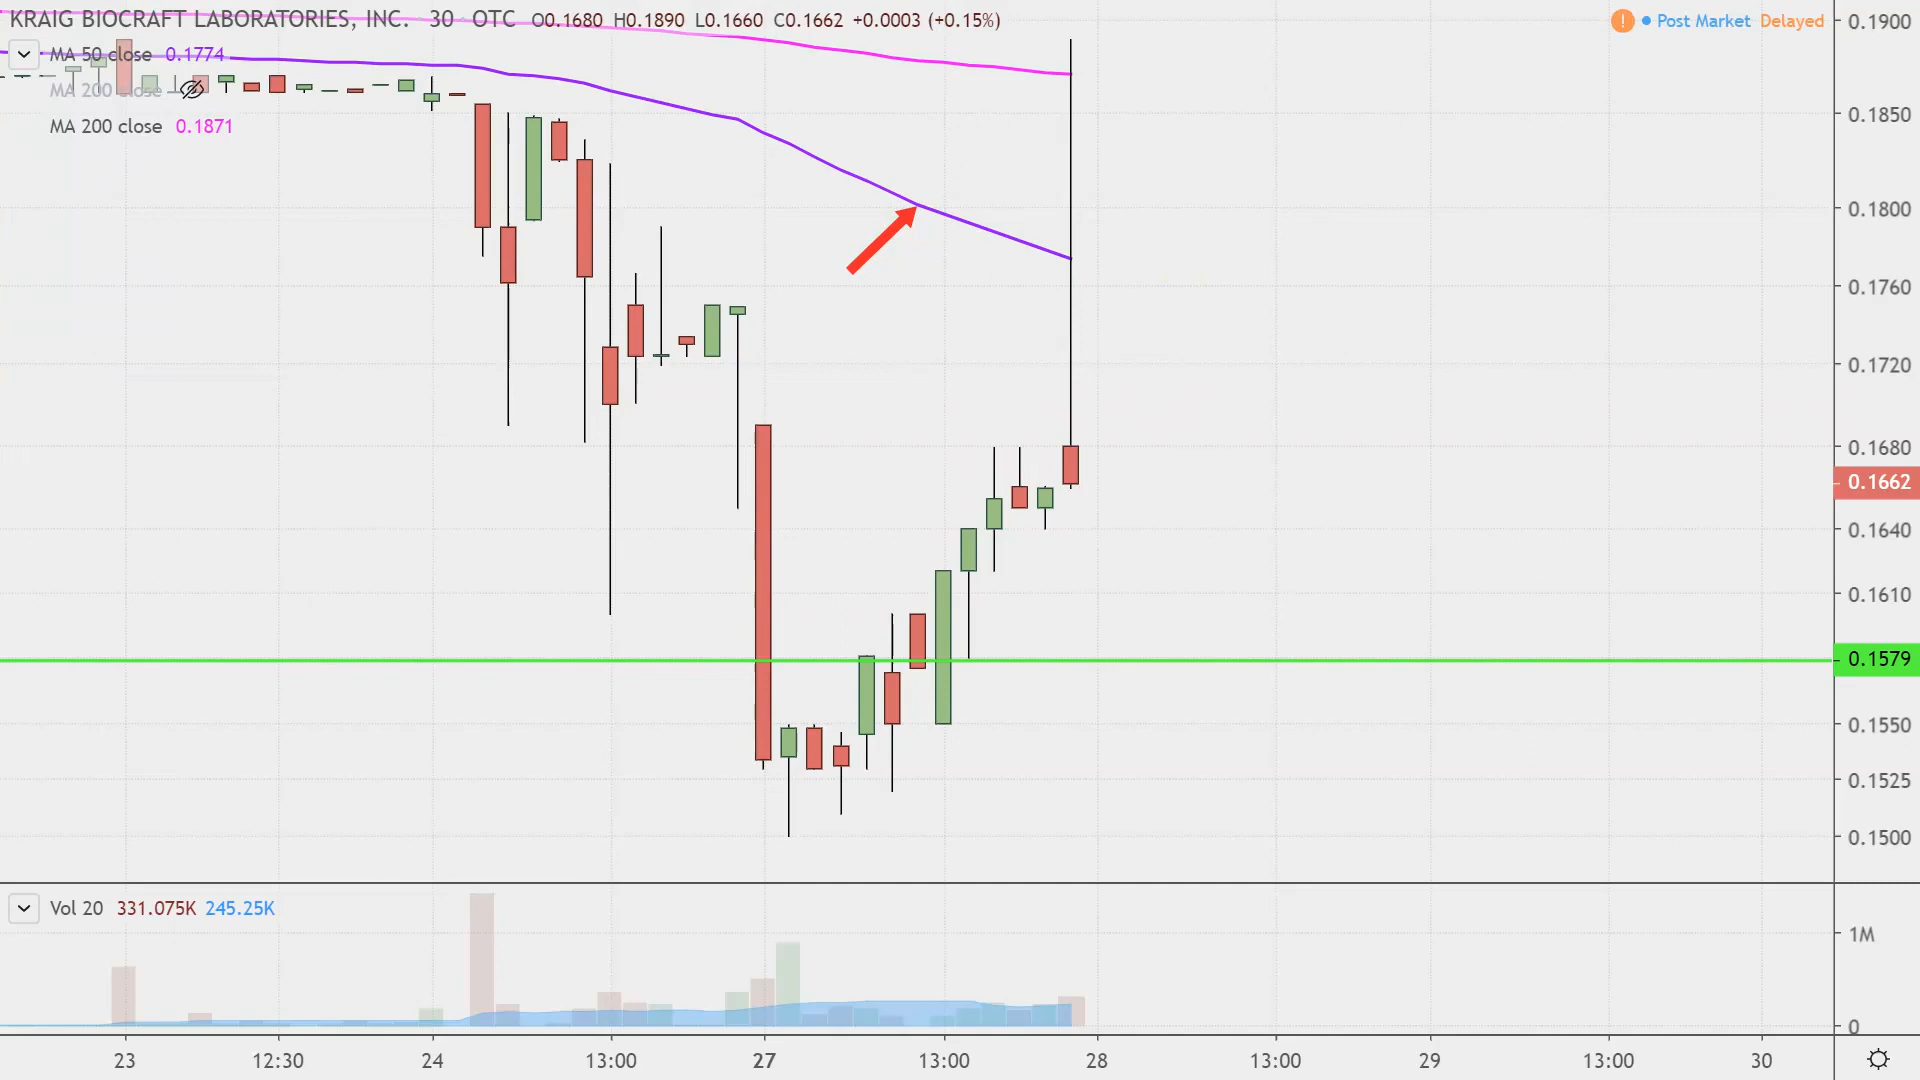 KRAIG BIOCRAFT LABORATORIES, INC. 30 OTC O0.1680 H0.1890 L0.1660 C0.1662 +0.0003 (+0.15%)
! Post Market Delayed
MA 50 close 0.1774
MA 200 close
MA 200 close 0.1871
0.1900
0.1850
0.1800
0.1760
0.1720
0.1680
0.1662
0.1640
0.1610
0.1579
0.1550
0.1525
0.1500
Vol 20 331.075K 245.25K
1M
0
23 12:30 24 13:00 27 13:00 28 13:00 29 13:00 30